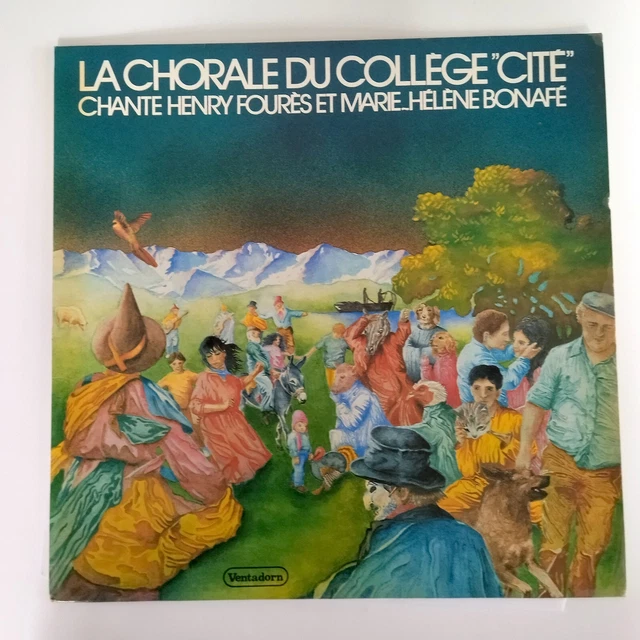 LA CHORALE DU COLLÈGE "CITÉ"
CHANTE HENRY FOURÈS ET MARIE..HÉLÈNE BONAFÉ
Ventadorn